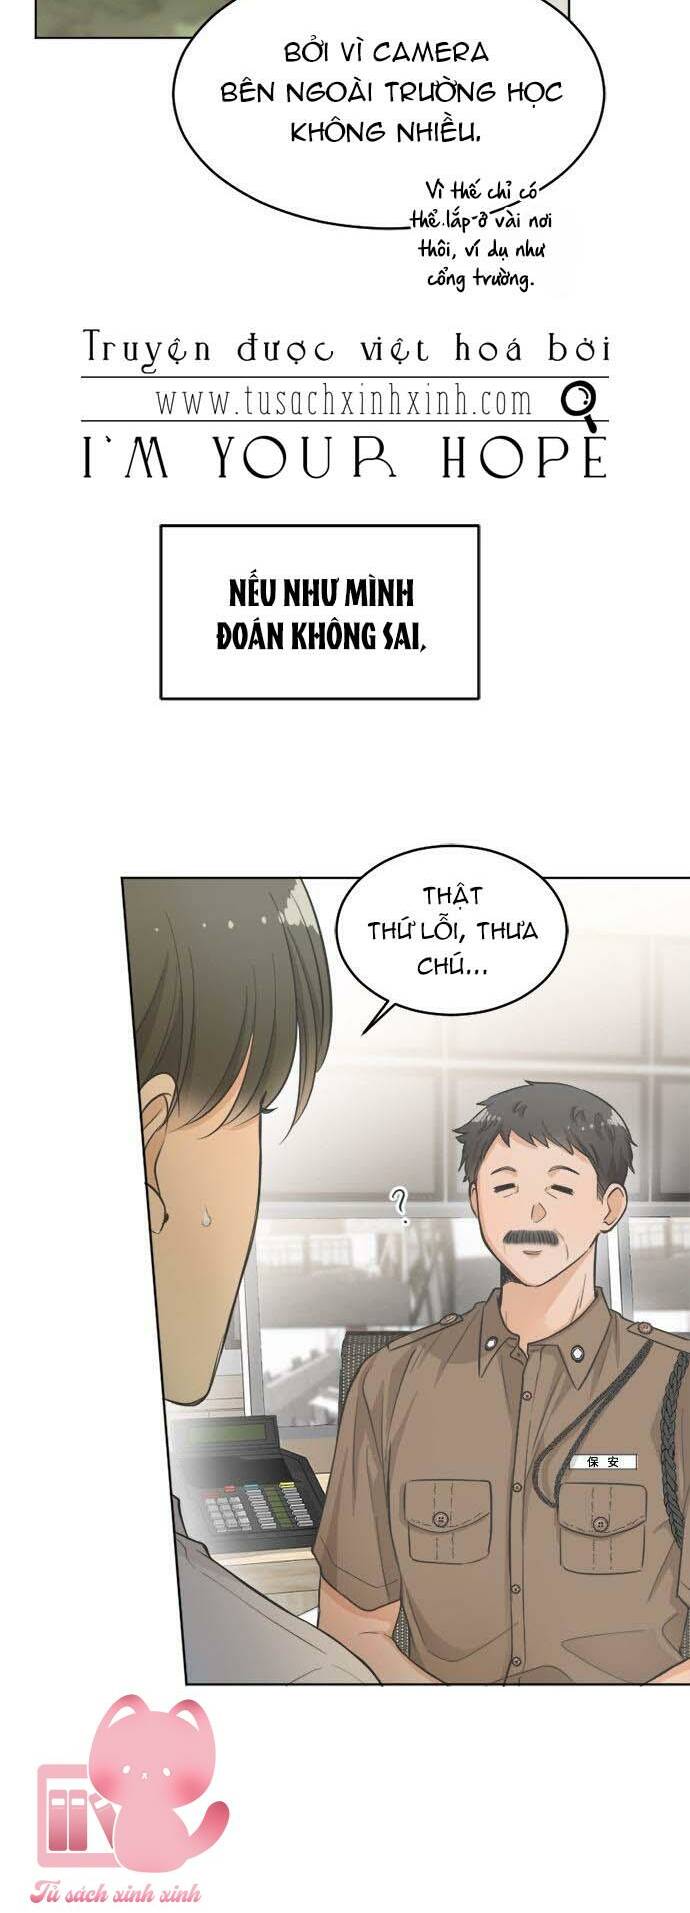 BỞI VÌ CAMERA
BÊN NGOÀI TRƯỜNG HỌC
KHÔNG NHIỀU.
Vì thế chỉ có
thể lắp ở vài nơi
thôi, ví dụ như
cổng trường.
Truyện được việt hoá bởi
www.tusachxinhxinh.com
I'M YOUR HOPE
NẾU NHƯ MÌNH
ĐOÁN KHÔNG SAI,
THẬT
THỨ LỖI, THƯA
CHÚ...
?
保安
Tủ sách xinh xinh